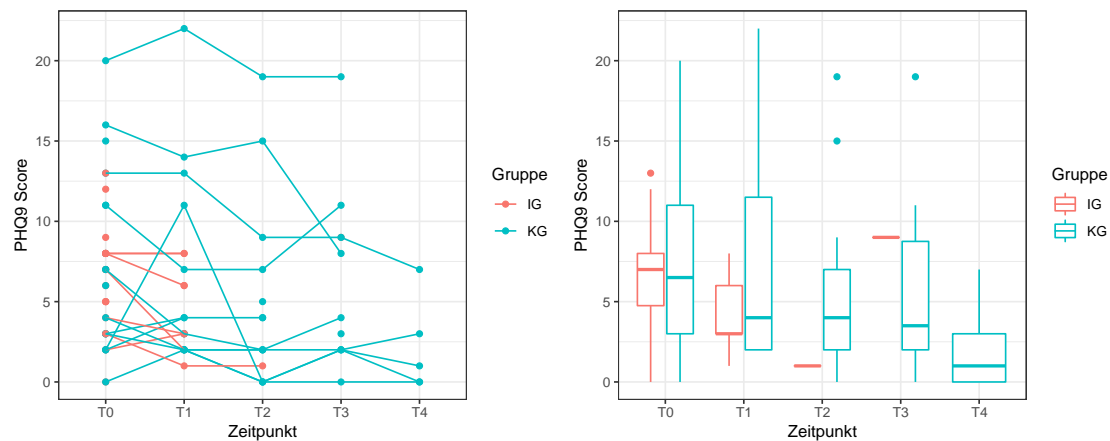 PHQ9 Score
20
15
10
5
0
T0 T1 T2 T3 T4
Zeitpunkt
Gruppe
IG
KG
PHQ9 Score
20
15
10
5
0
T0 T1 T2 T3 T4
Zeitpunkt
Gruppe
IG
KG